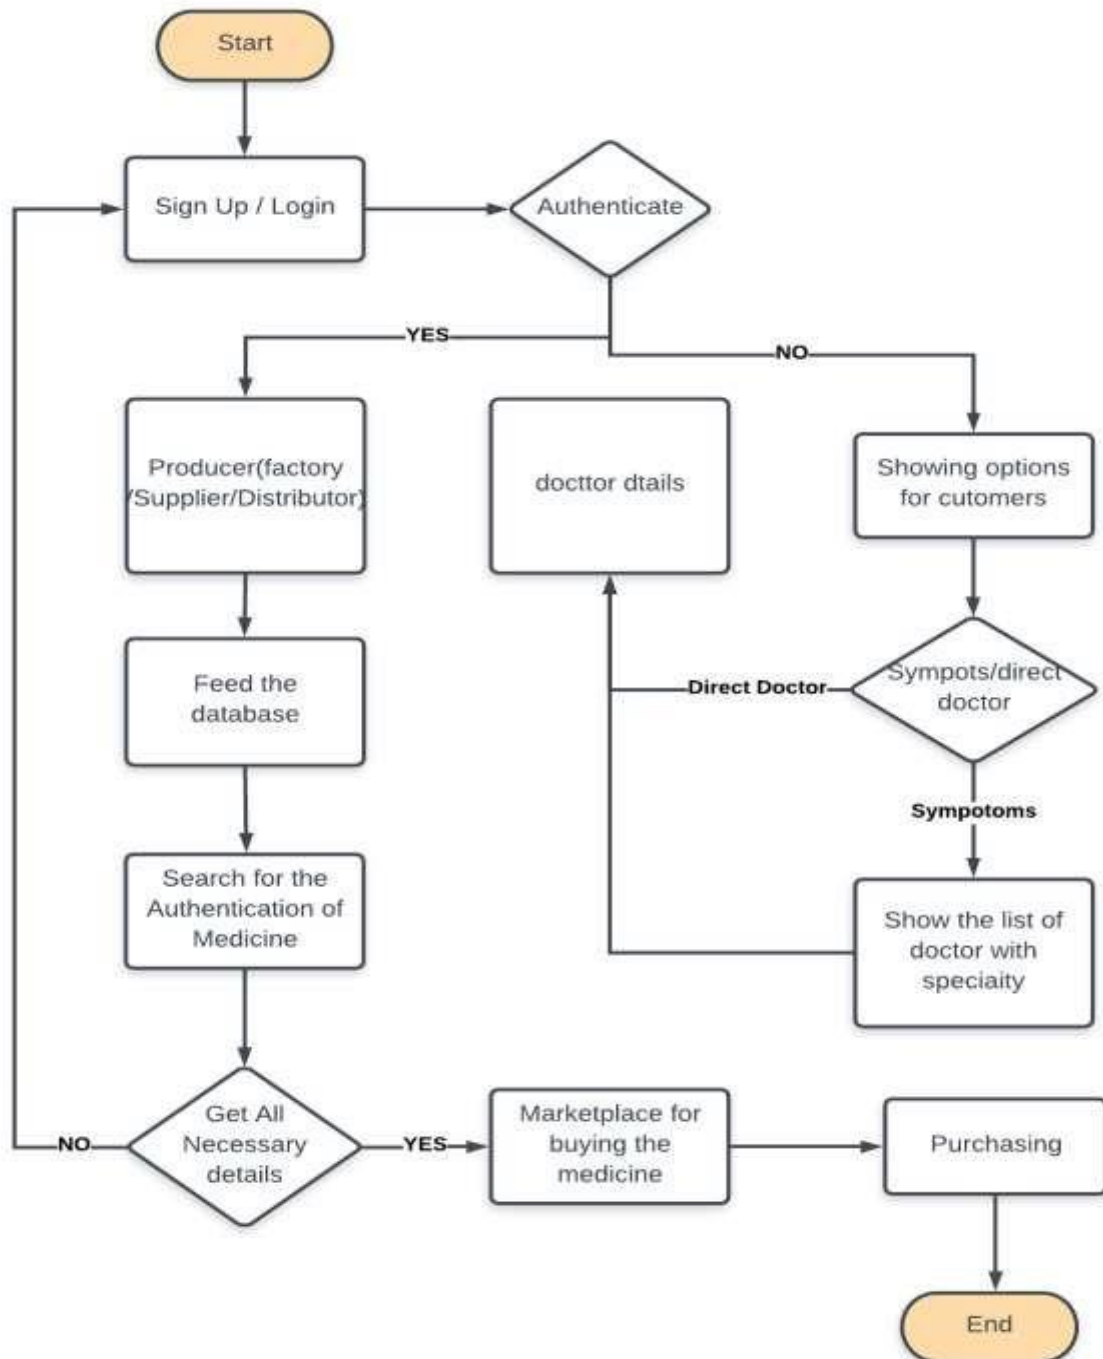 Start
Sign Up / Login
Authenticate
YES
NO
Producer(factory
/Supplier/Distributor)
docttor dtails
Showing options
for cutomers
Feed the
database
Direct Doctor
Sympots/direct
doctor
Sympotoms
Search for the
Authentication of
Medicine
Show the list of
doctor with
speciaity
Get All
Necessary
details
NO
YES
Marketplace for
buying the
medicine
Purchasing
End